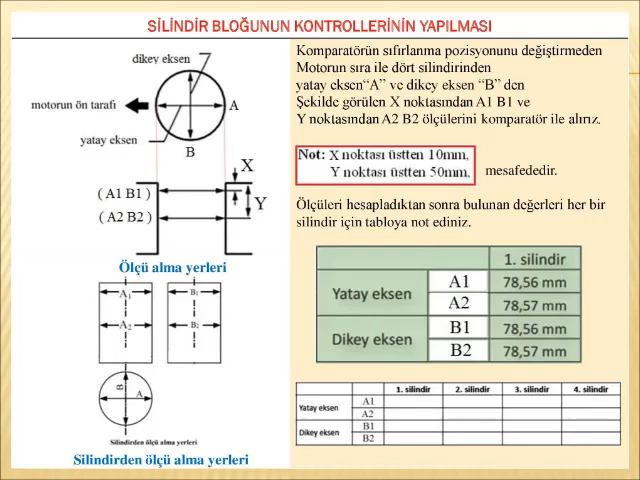 SİLİNDİR BLOĞUNUN KONTROLLERİNİN YAPILMASI
dikey eksen
motorun ön tarafı
A
yatay eksen
B
X
( A1 B1 )
Y
( A2 B2 )
Ölçü alma yerleri
A1 B1
A2 B2
B
A
Silindirden ölçü alma yerleri
Silindirden ölçü alma yerleri
Komparatörün sıfırlanma pozisyonunu değiştirmeden
Motorun sıra ile dört silindirinden
yatay eksen“A” ve dikey eksen “B” den
Şekilde görülen X noktasından A1 B1 ve
Y noktasından A2 B2 ölçülerini komparatör ile alırız.
Not: X noktası üstten 10mm,
Y noktası üstten 50mm, mesafededir.
Ölçüleri hesapladıktan sonra bulunan değerleri her bir
silindir için tabloya not ediniz.
1. silindir
Yatay eksen A1 78,56 mm
A2 78,57 mm
Dikey eksen B1 78,56 mm
B2 78,57 mm
1. silindir 2. silindir 3. silindir 4. silindir
Yatay eksen A1
A2
Dikey eksen B1
B2